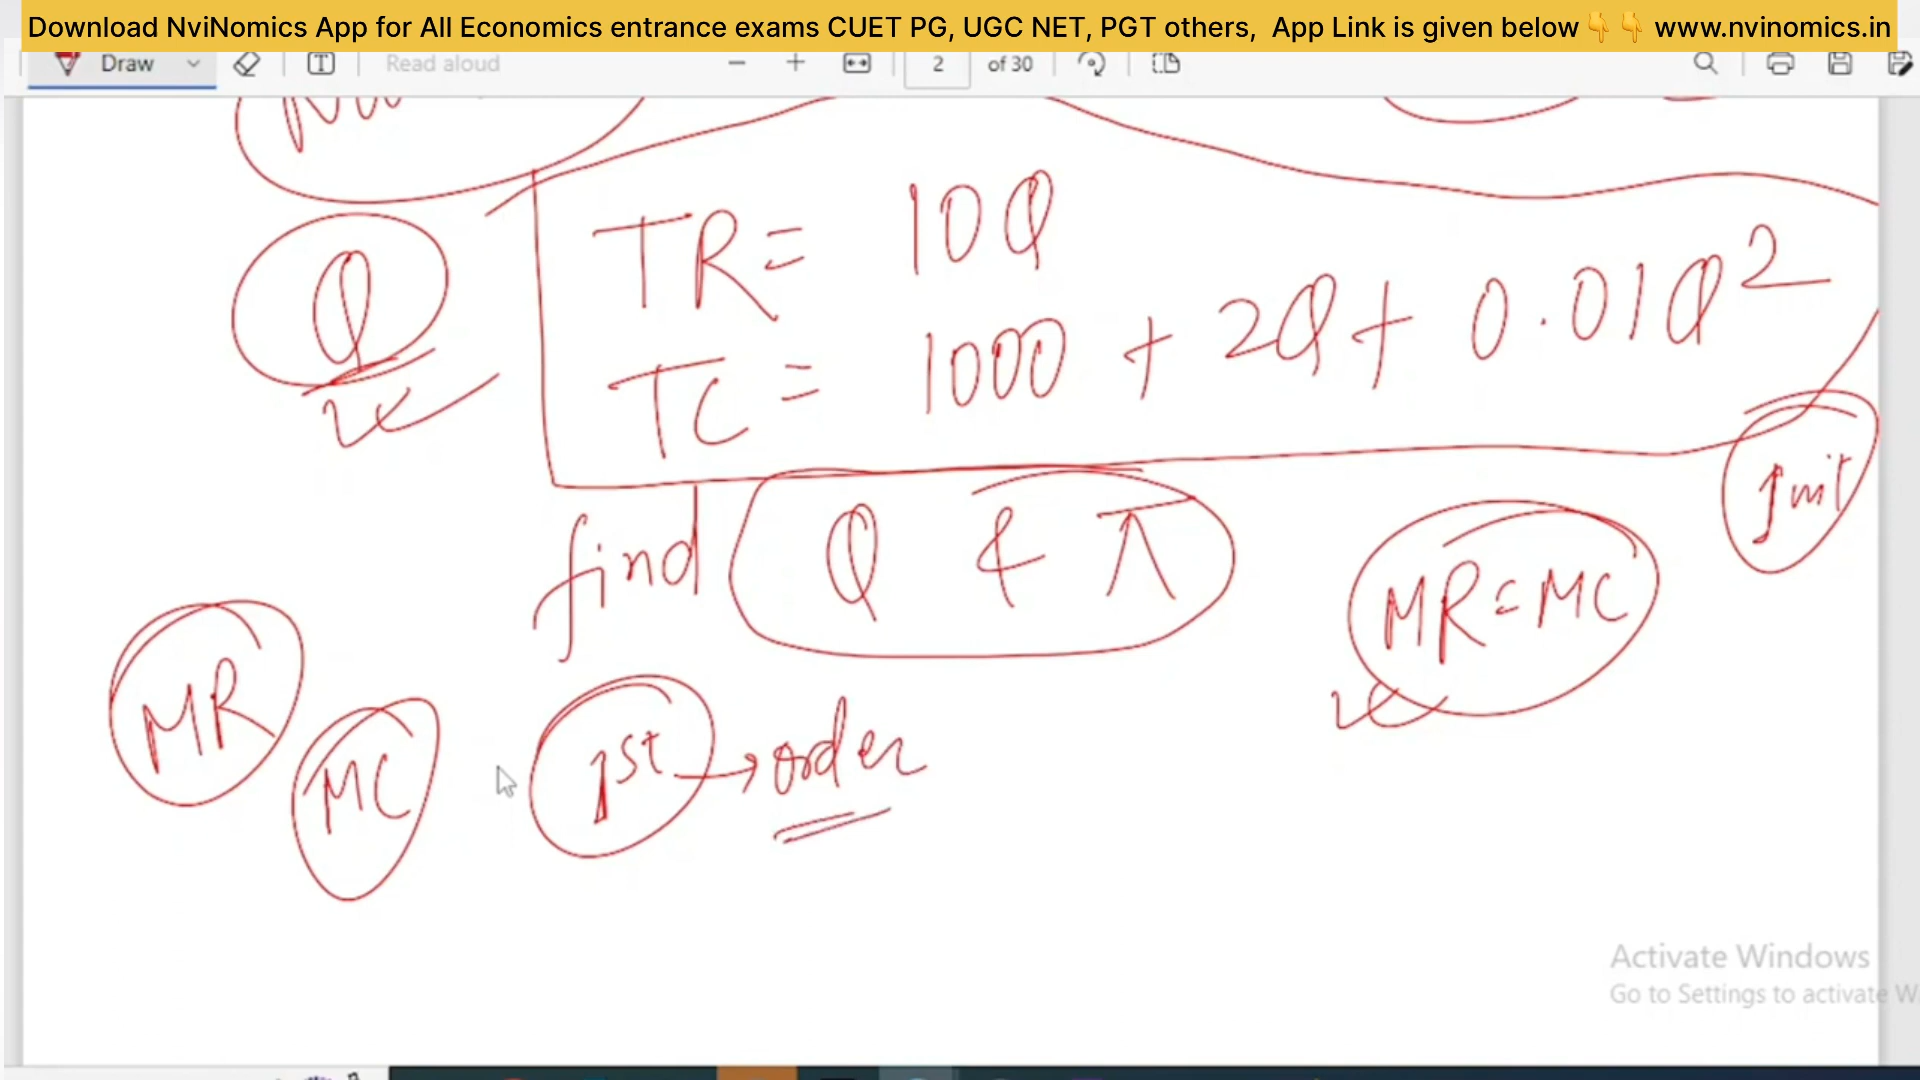 Download NviNomics App for All Economics entrance exams CUET PG, UGC NET, PGT others, App Link is given below👇👇 www.nvinomics.in
Draw Read aloud 2 of 30
TR = 10Q
Q
TC = 1000 + 2Q + 0.01Q²
find Q & π
MR = MC
MR
MC
1st → order
Activate Windows
Go to Settings to activate W